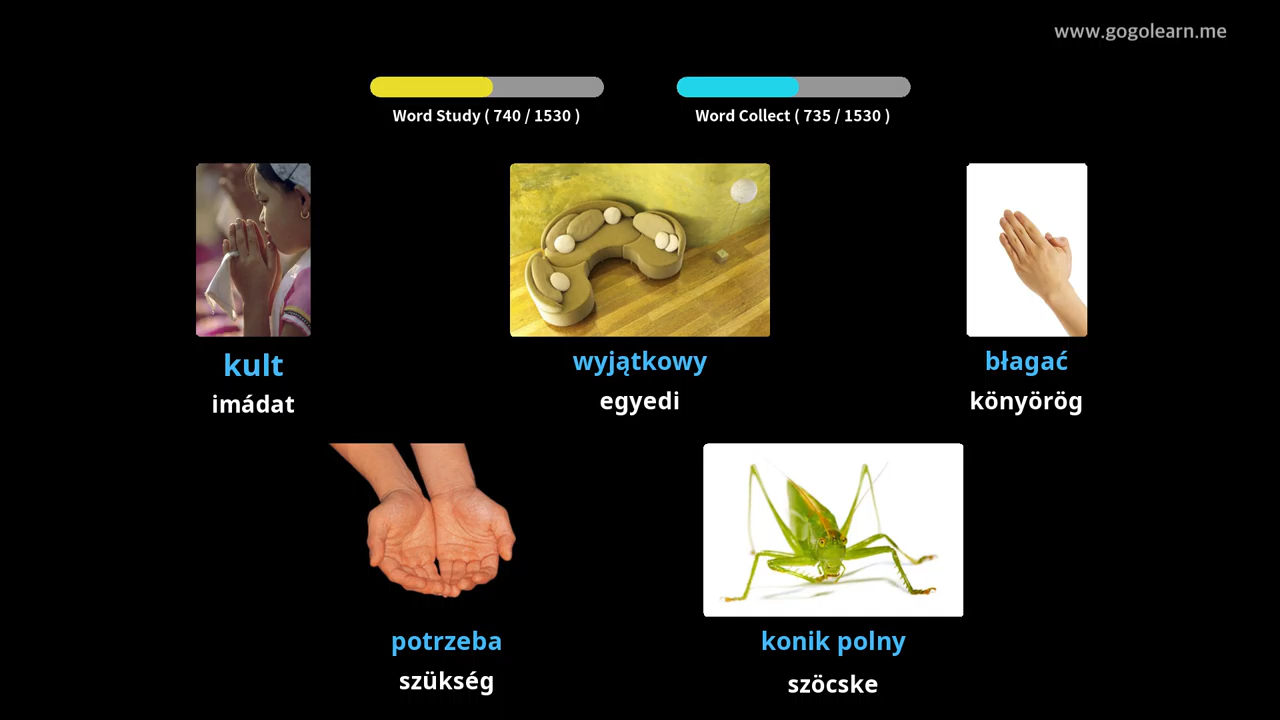 www.gogolearn.me
Word Study ( 740 / 1530 )
Word Collect ( 735 / 1530 )
kult
imádat
wyjątkowy
egyedi
błagać
könyörög
potrzeba
szükség
konik polny
szöcske